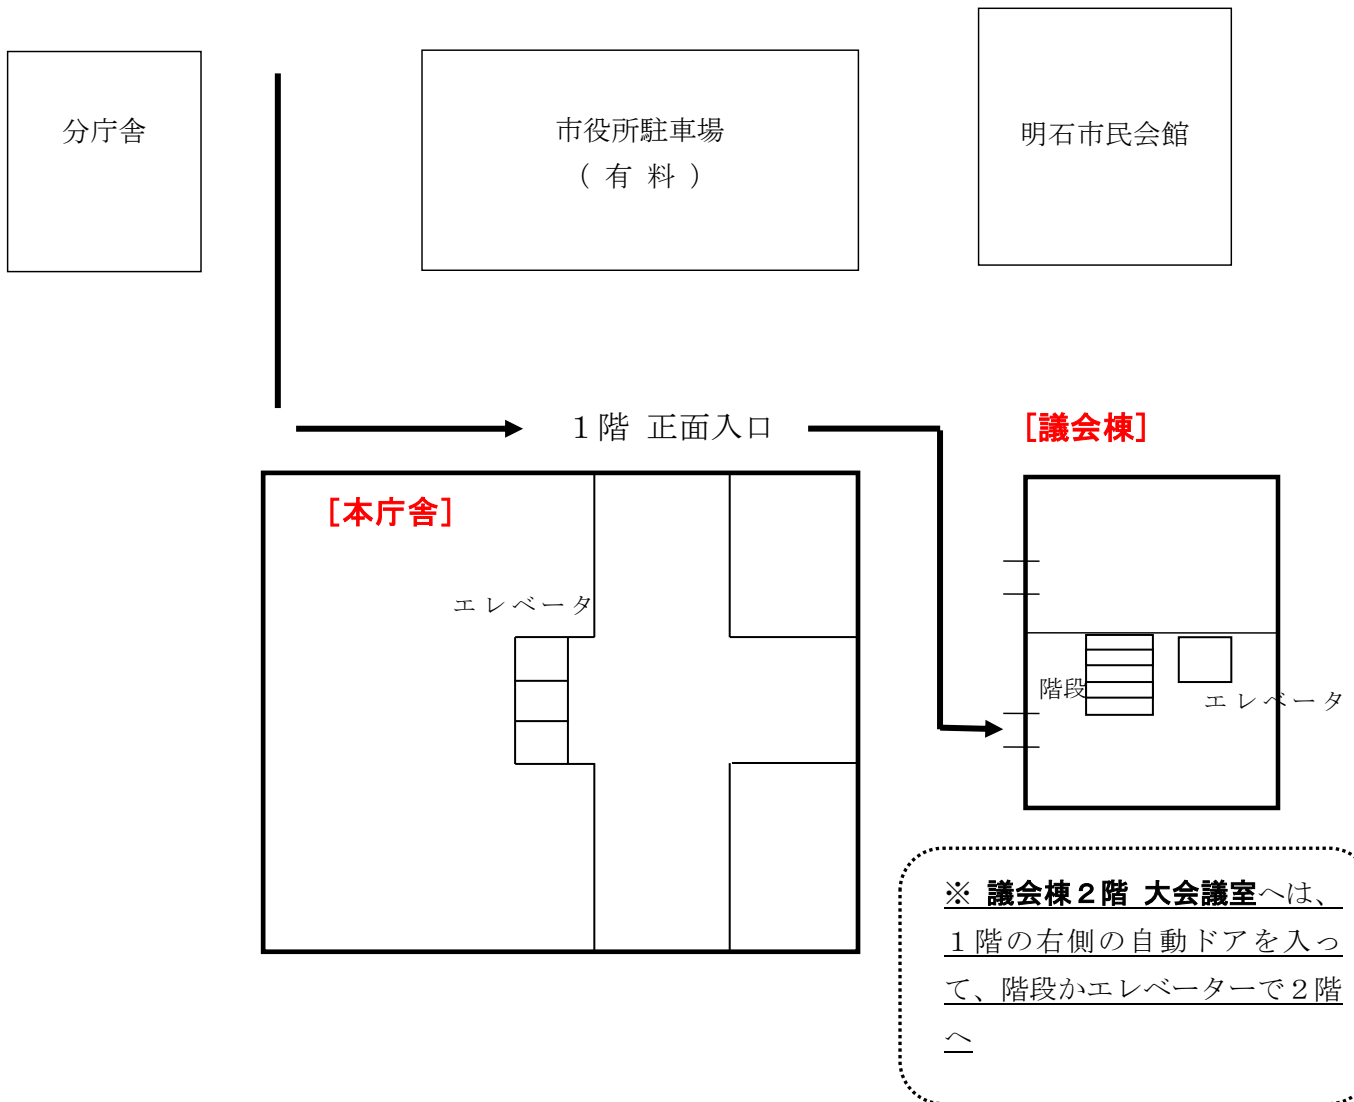 分庁舎
市役所駐車場
（ 有 料 ）
明石市民会館
１階 正面入口
[議会棟]
[本庁舎]
エレベータ
階段
エレベータ
※ 議会棟２階 大会議室へは、
１階の右側の自動ドアを入っ
て、階段かエレベーターで２階
へ